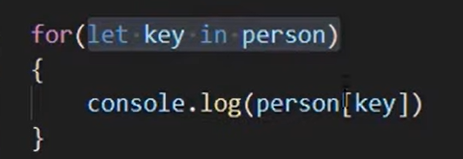 for(let key in person)
{
    console.log(person[key])
}